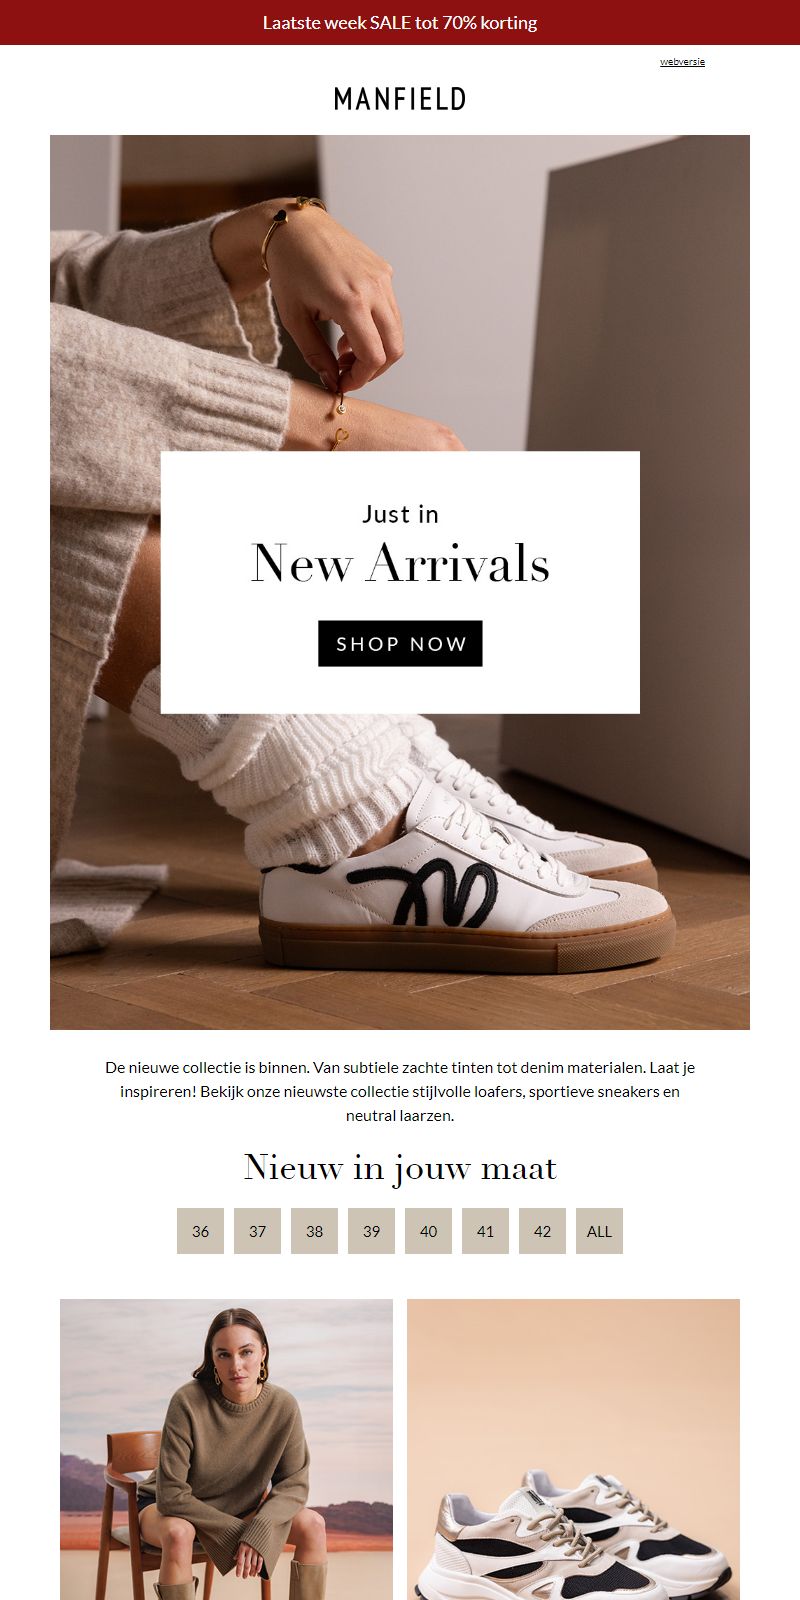 Laatste week SALE tot 70% korting
webversie
MANFIELD
Just in
New Arrivals
SHOP NOW
De nieuwe collectie is binnen. Van subtiele zachte tinten tot denim materialen. Laat je
inspireren! Bekijk onze nieuwste collectie stijlvolle loafers, sportieve sneakers en
neutral laarzen.
Nieuw in jouw maat
36 37 38 39 40 41 42 ALL